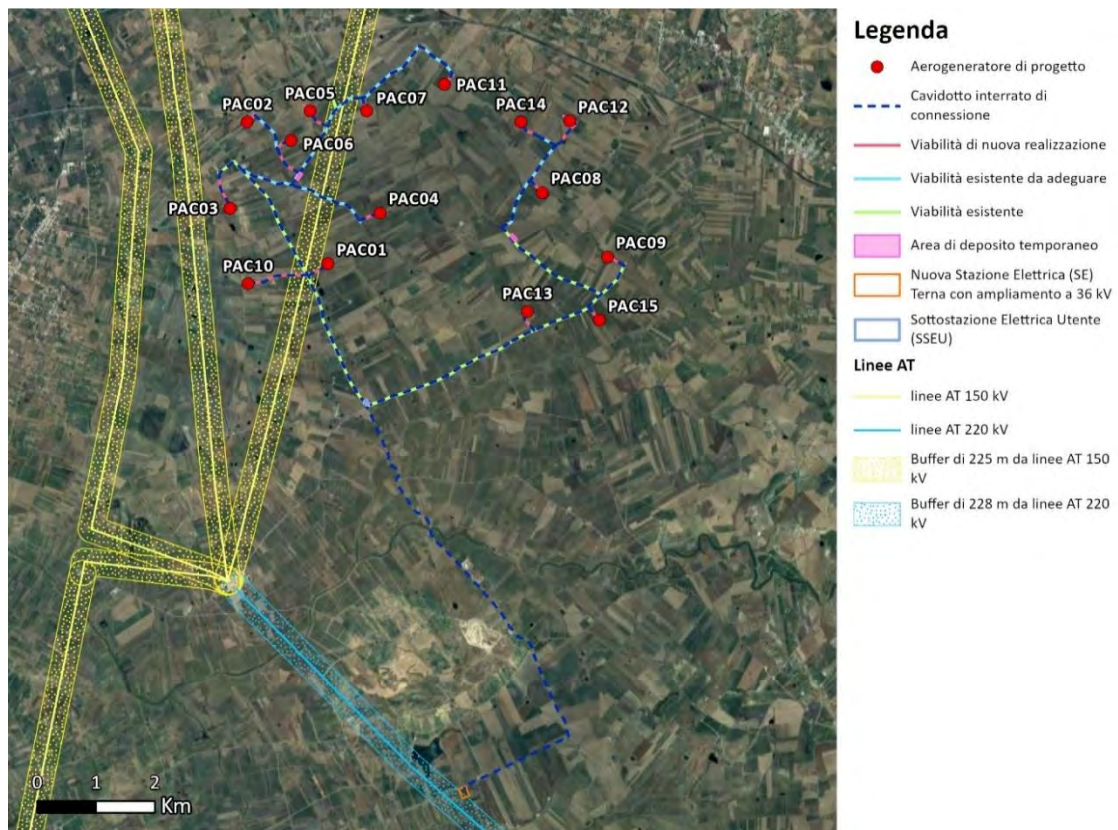 PAC11
PAC05
PAC07
PAC02
PAC14
PAC12
PAC06
PAC08
PAC03
PAC04
PAC09
PAC01
PAC10
PAC13
PAC15
0 1 2
Km
Legenda
Aerogeneratore di progetto
Cavidotto interrato di
connessione
Viabilità di nuova realizzazione
Viabilità esistente da adeguare
Viabilità esistente
Area di deposito temporaneo
Nuova Stazione Elettrica (SE)
Terna con ampliamento a 36 kV
Sottostazione Elettrica Utente
(SSEU)
Linee AT
linee AT 150 kV
linee AT 220 kV
Buffer di 225 m da linee AT 150
kV
Buffer di 228 m da linee AT 220
kV